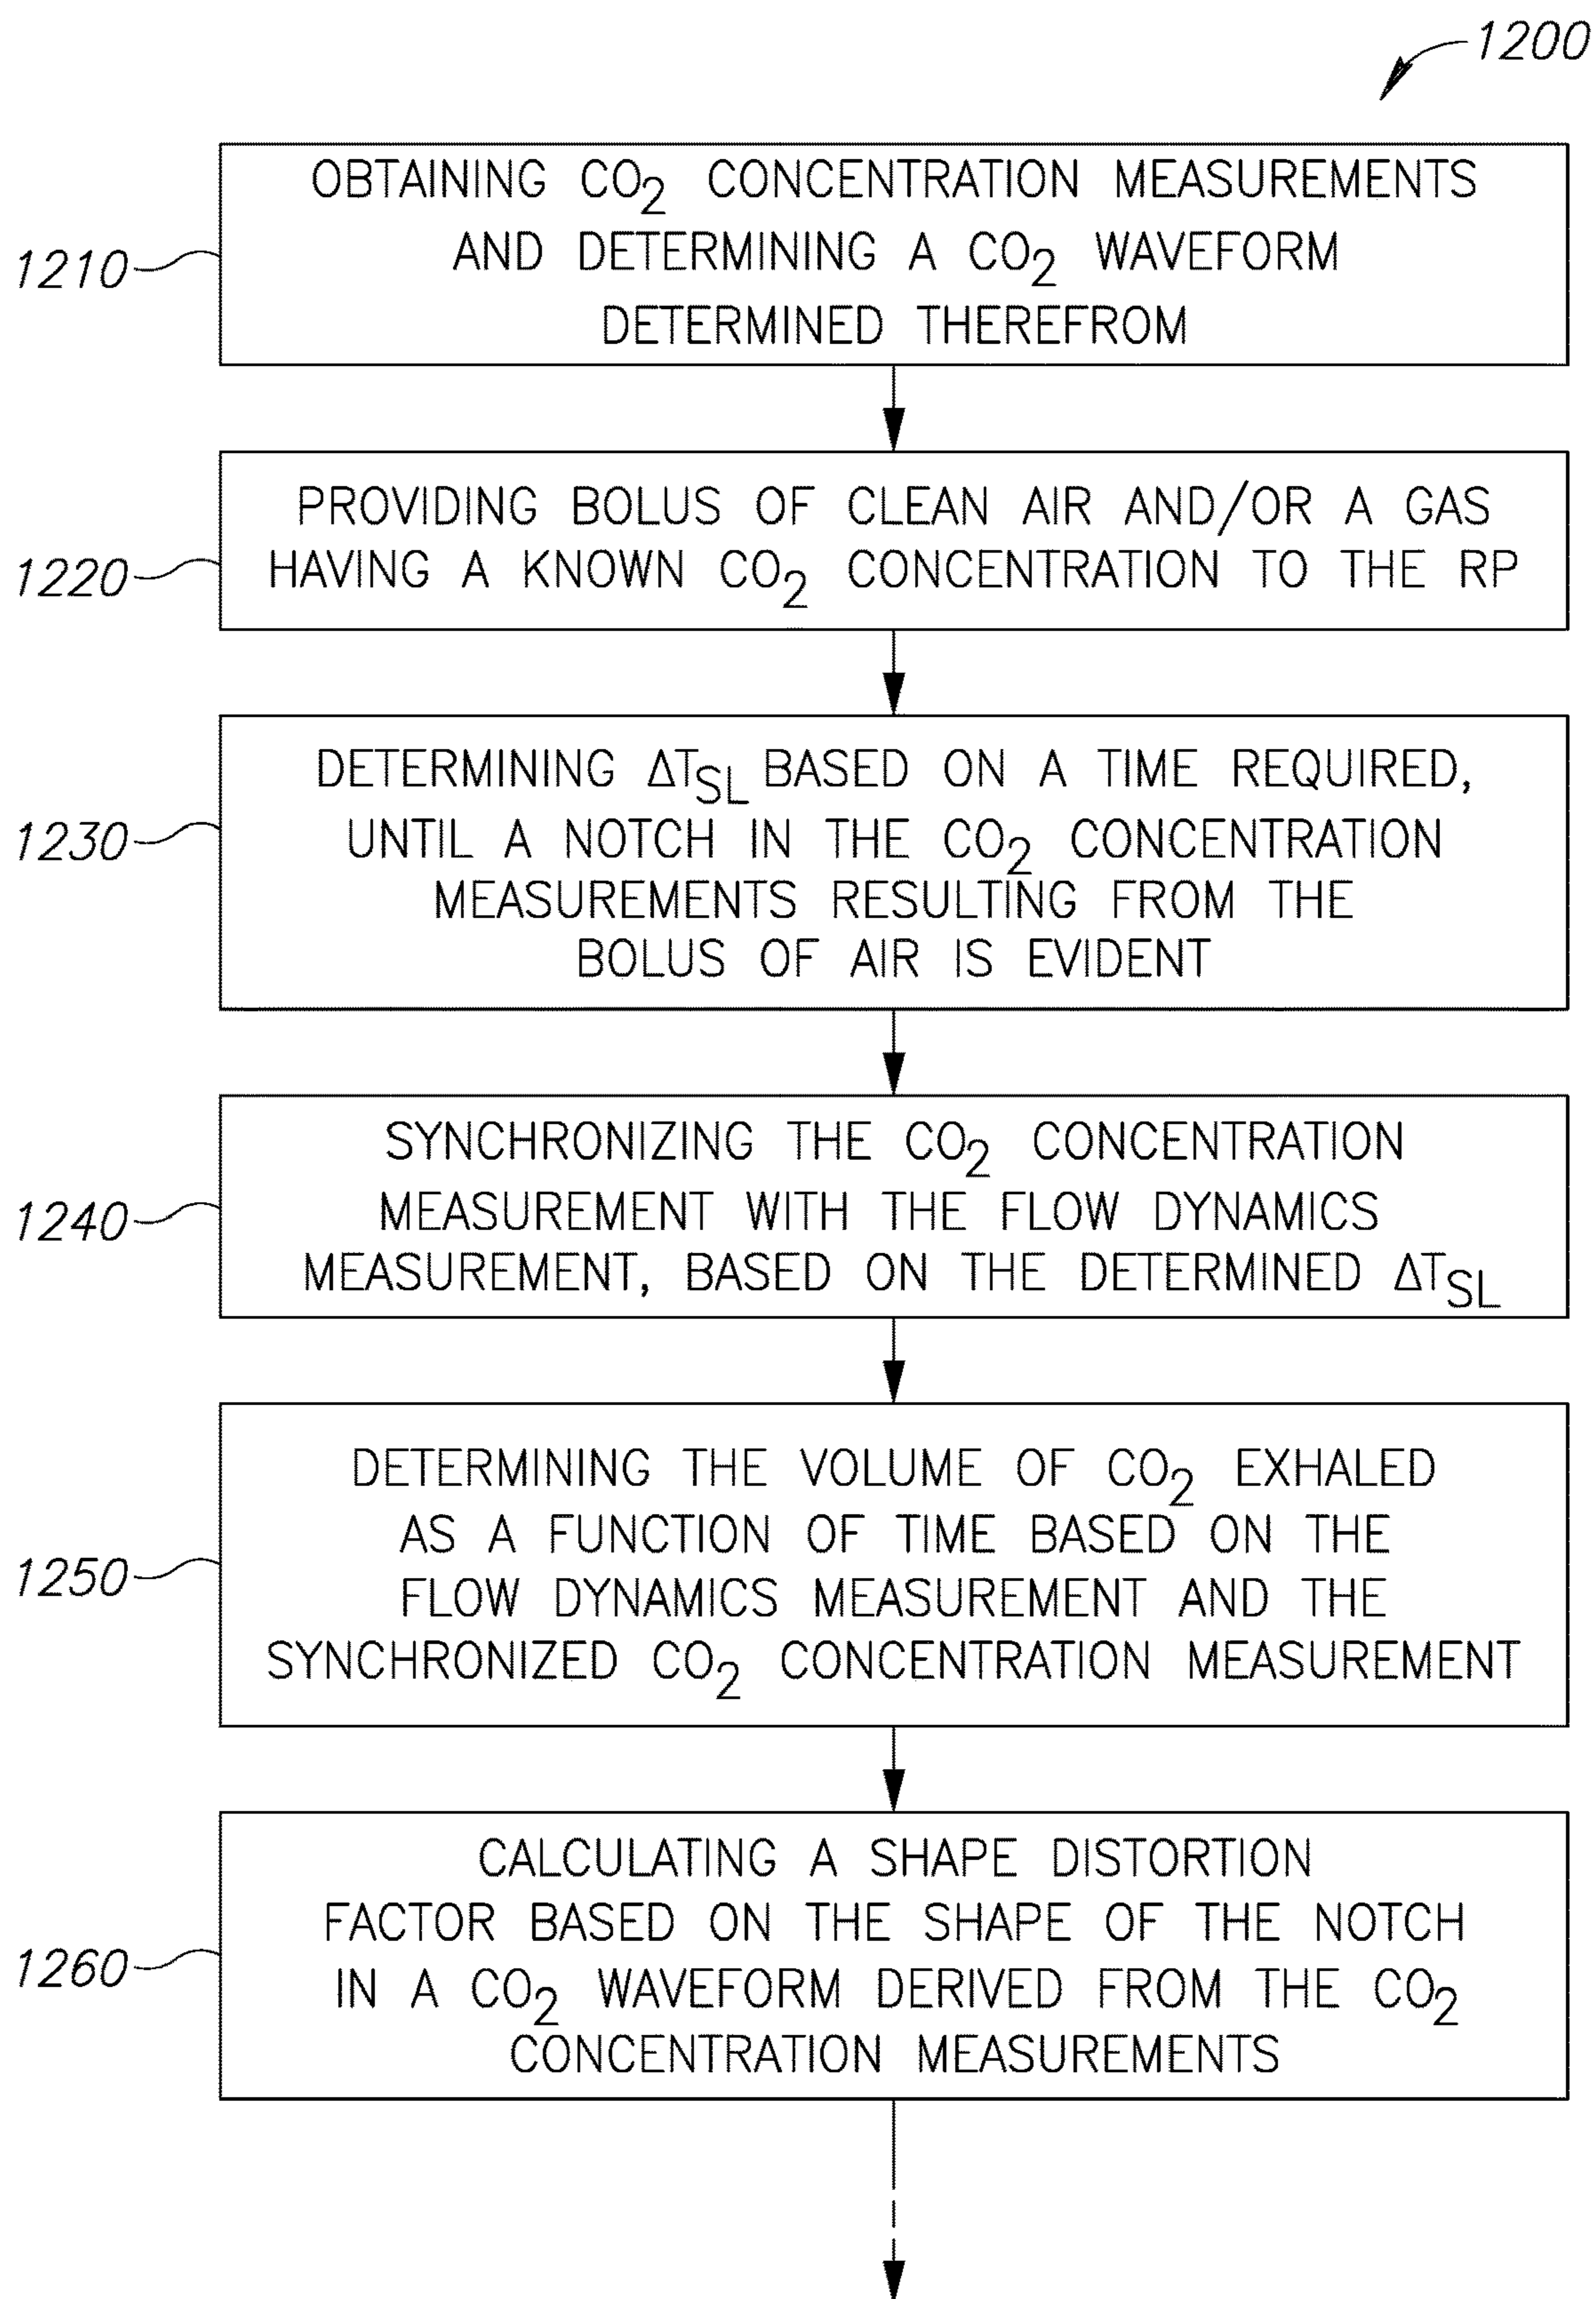 1200
OBTAINING CO₂ CONCENTRATION MEASUREMENTS
AND DETERMINING A CO₂ WAVEFORM
DETERMINED THEREFROM
1210
PROVIDING BOLUS OF CLEAN AIR AND/OR A GAS
HAVING A KNOWN CO₂ CONCENTRATION TO THE RP
1220
DETERMINING ΔT_SL BASED ON A TIME REQUIRED,
UNTIL A NOTCH IN THE CO₂ CONCENTRATION
MEASUREMENTS RESULTING FROM THE
BOLUS OF AIR IS EVIDENT
1230
SYNCHRONIZING THE CO₂ CONCENTRATION
MEASUREMENT WITH THE FLOW DYNAMICS
MEASUREMENT, BASED ON THE DETERMINED ΔT_SL
1240
DETERMINING THE VOLUME OF CO₂ EXHALED
AS A FUNCTION OF TIME BASED ON THE
FLOW DYNAMICS MEASUREMENT AND THE
SYNCHRONIZED CO₂ CONCENTRATION MEASUREMENT
1250
CALCULATING A SHAPE DISTORTION
FACTOR BASED ON THE SHAPE OF THE NOTCH
IN A CO₂ WAVEFORM DERIVED FROM THE CO₂
CONCENTRATION MEASUREMENTS
1260